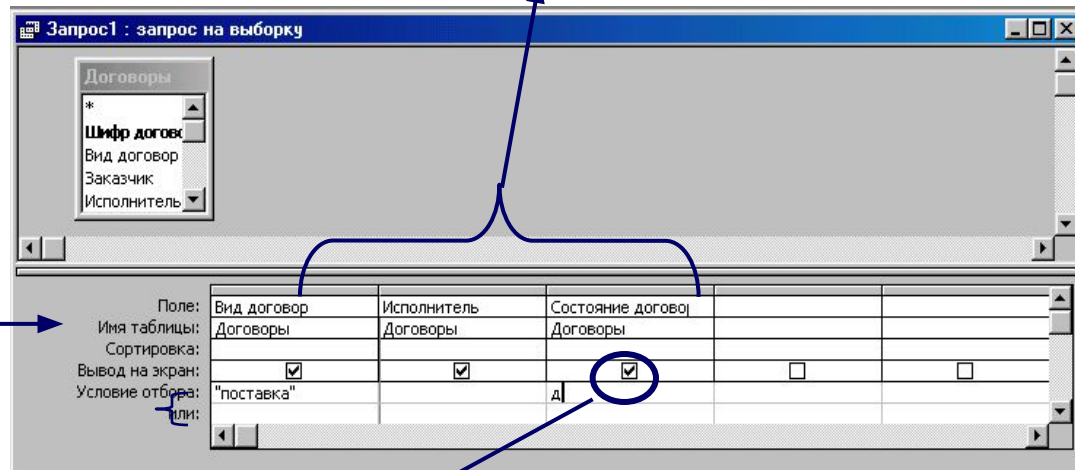 Запрос1 : запрос на выборку
Договоры
*
Шифр догово
Вид договор
Заказчик
Исполнитель
Поле: Вид договор Исполнитель Состояние договор
Имя таблицы: Договоры Договоры Договоры
Сортировка:
Вывод на экран:
Условие отбора: "поставка" д
или: